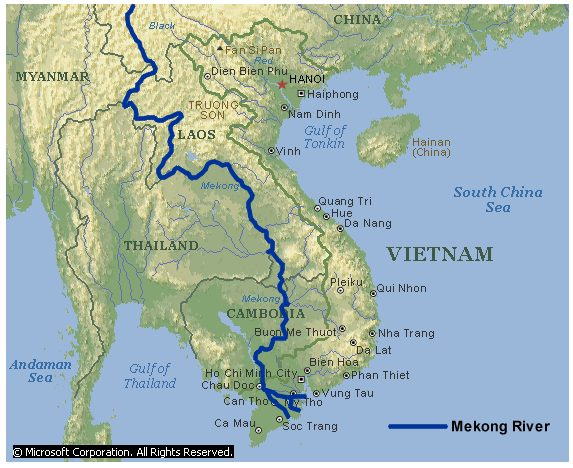 CHINA
Black
Fan Si Pan
Red
Dien Bien Phu
HANOI
MYANMAR
Haiphong
TRUONG
SON
Nam Dinh
LAOS
Gulf of
Tonkin
Hainan
(China)
Vinh
Mekong
South China
Sea
Quang Tri
Hue
Da Nang
THAILAND
VIETNAM
Pleiku
Qui Nhon
Mekong
CAMBODIA
Buon Me Thuot
Nha Trang
Da Lat
Andaman
Sea
Gulf of
Thailand
Bien Hoa
Ho Chi Minh City
Phan Thiet
Chau Doc
Vung Tau
Can Tho
My Tho
Ca Mau
Soc Trang
Mekong River
© Microsoft Corporation. All Rights Reserved.